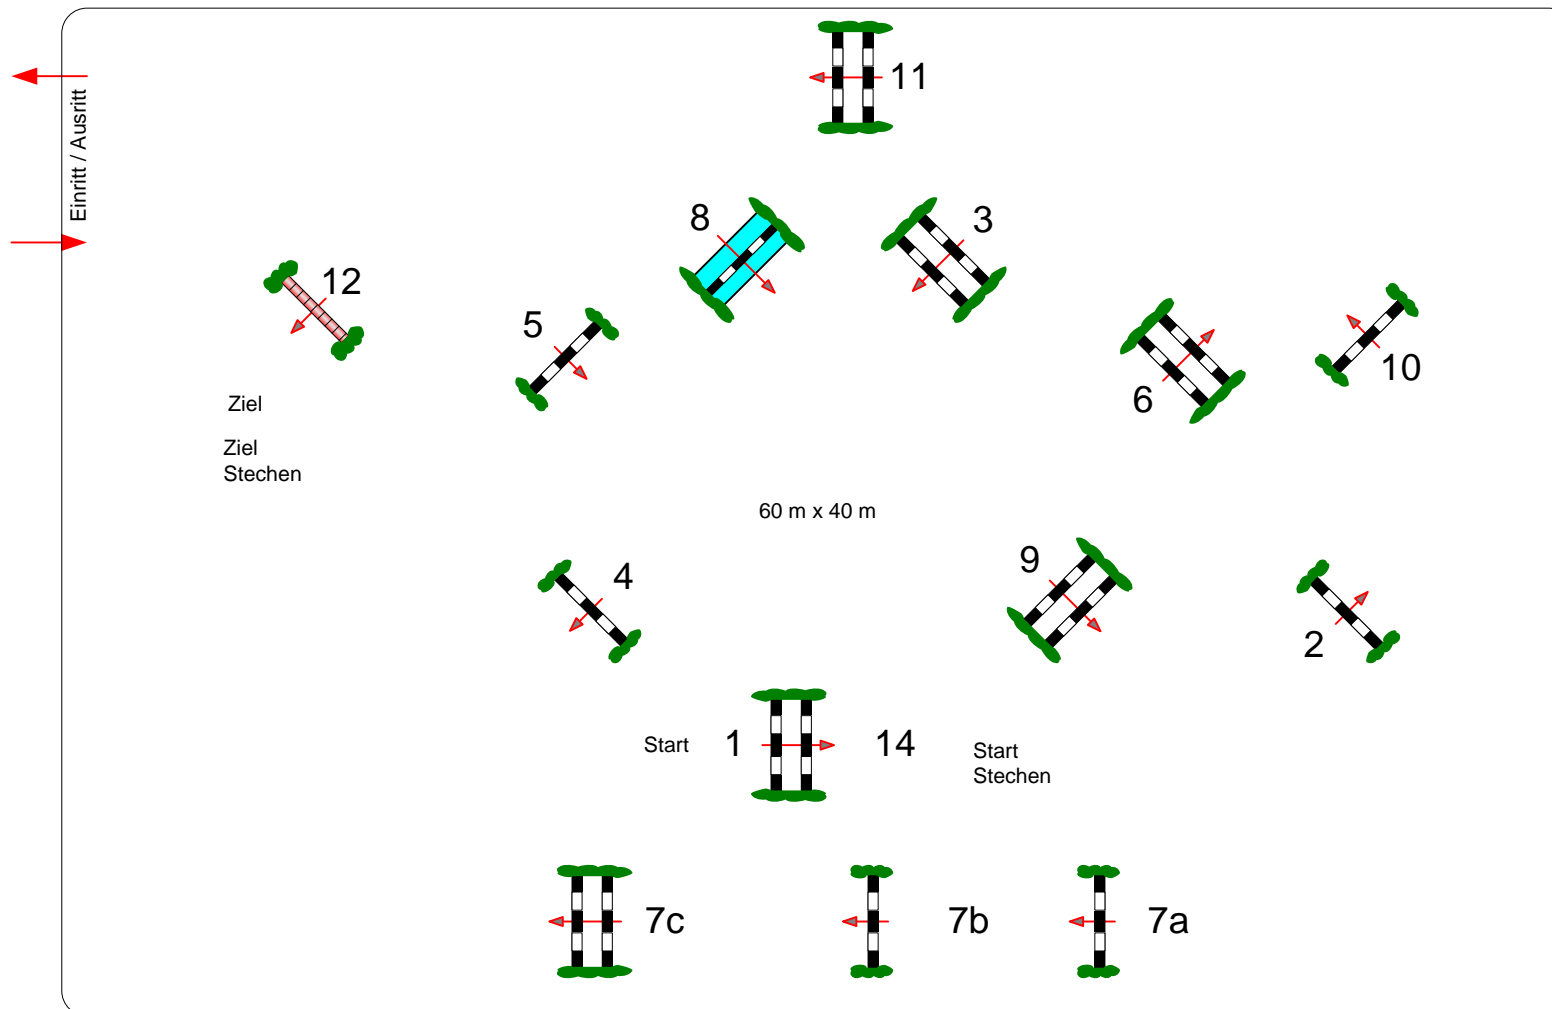 11
Einritt / Ausritt
8
3
12
5
10
6
Ziel
Ziel
Stechen
60 m x 40 m
9
4
2
Start
1
14
Start
Stechen
7c
7b
7a